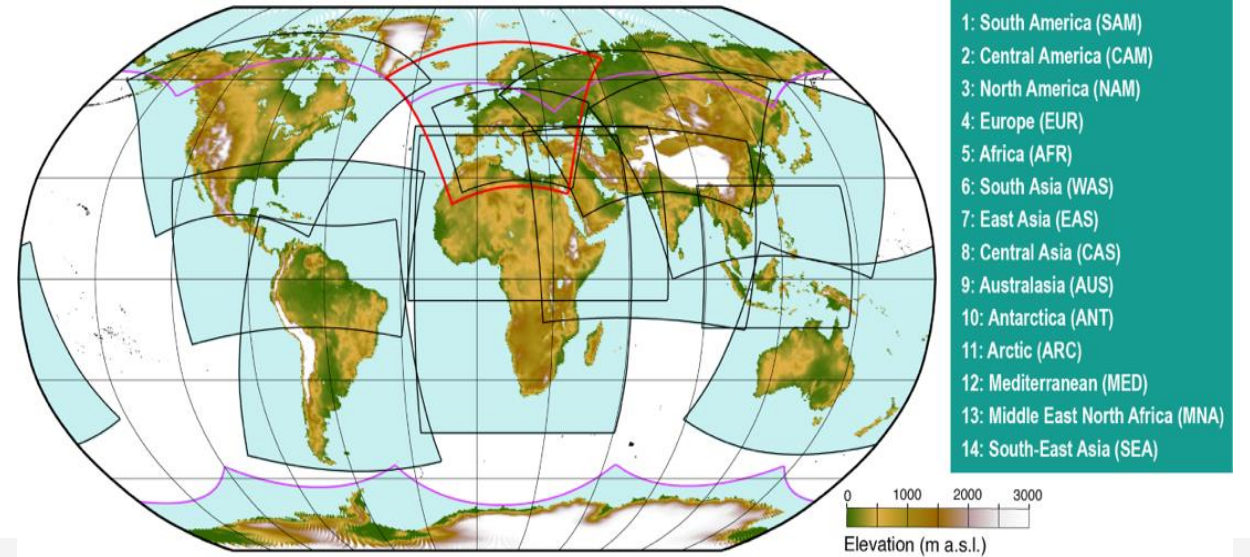 1: South America (SAM)
2: Central America (CAM)
3: North America (NAM)
4: Europe (EUR)
5: Africa (AFR)
6: South Asia (WAS)
7: East Asia (EAS)
8: Central Asia (CAS)
9: Australasia (AUS)
10: Antarctica (ANT)
11: Arctic (ARC)
12: Mediterranean (MED)
13: Middle East North Africa (MNA)
14: South-East Asia (SEA)
0 1000 2000 3000
Elevation (m a.s.l.)